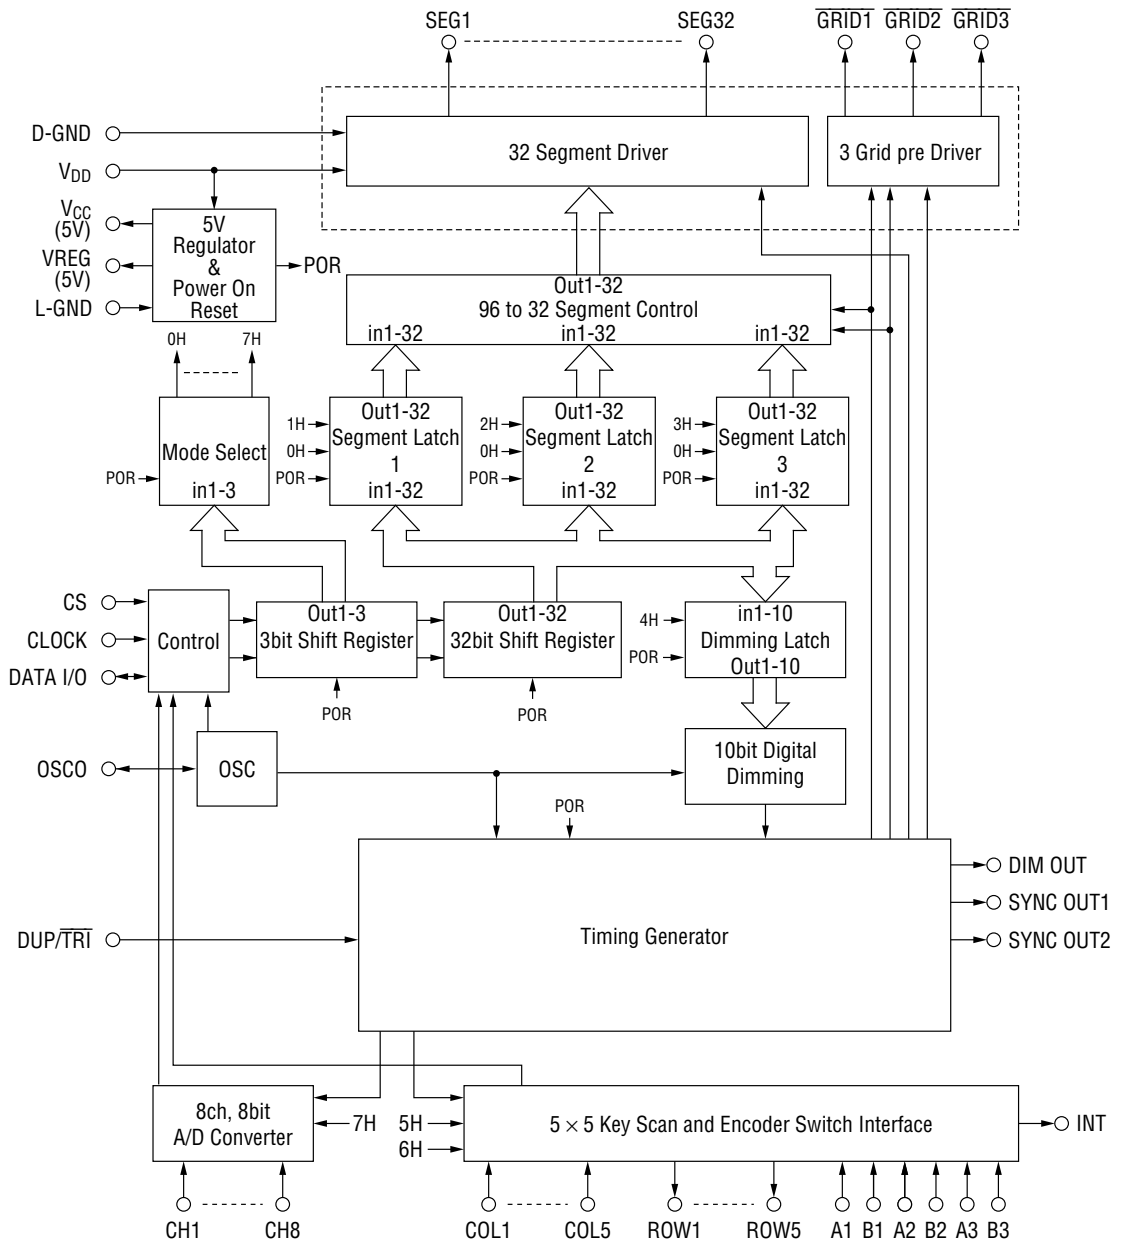 SEG1 SEG32 GRID1 GRID2 GRID3
D-GND
32 Segment Driver
3 Grid pre Driver
VDD
VCC
(5V)
VREG
(5V)
L-GND
5V
Regulator
&
Power On
Reset
POR
Out1-32
96 to 32 Segment Control
in1-32 in1-32 in1-32
0H 7H
Mode Select
in1-3
POR
1H
0H
POR
Out1-32
Segment Latch
1
in1-32
2H
0H
POR
Out1-32
Segment Latch
2
in1-32
3H
0H
POR
Out1-32
Segment Latch
3
in1-32
CS
CLOCK
DATA I/O
Control
Out1-3
3bit Shift Register
POR
Out1-32
32bit Shift Register
POR
4H
POR
in1-10
Dimming Latch
Out1-10
OSCO
OSC
10bit Digital
Dimming
POR
DUP/TRI
Timing Generator
DIM OUT
SYNC OUT1
SYNC OUT2
8ch, 8bit
A/D Converter
7H
5H
6H
5 × 5 Key Scan and Encoder Switch Interface
INT
CH1 CH8 COL1 COL5 ROW1 ROW5 A1 B1 A2 B2 A3 B3